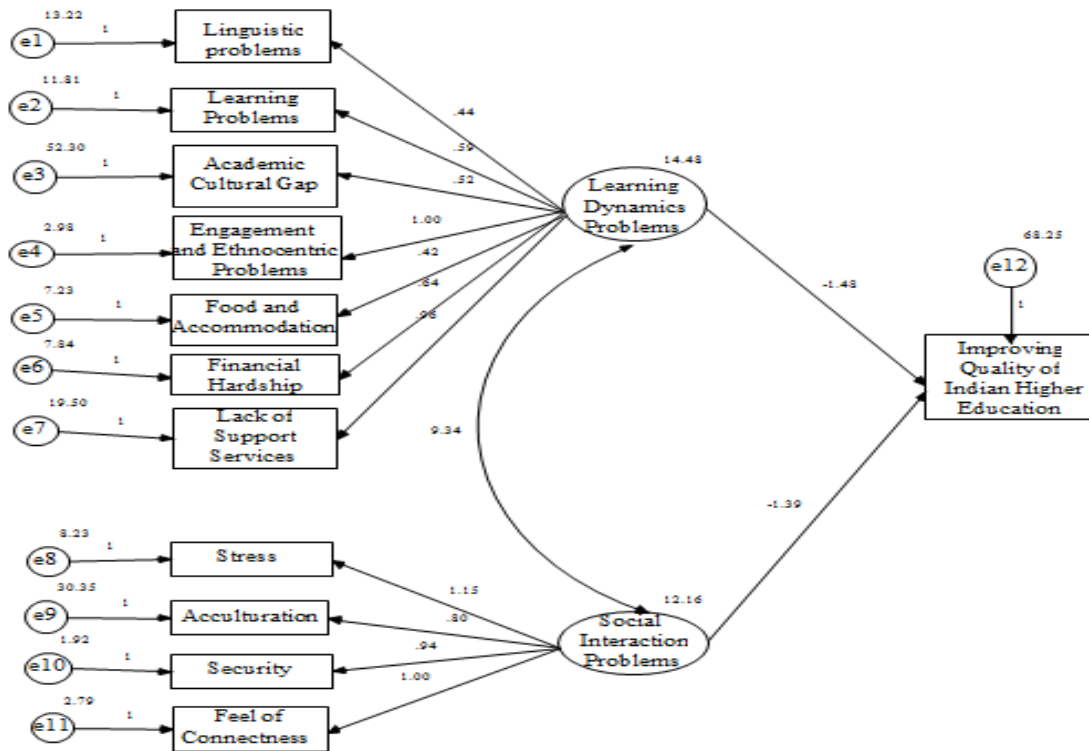 13.22
e1
1
Linguistic
problems
11.81
e2
1
Learning
Problems
52.30
e3
1
Academic
Cultural Gap
2.98
e4
1
Engagement
and Ethnocentric
Problems
7.23
e5
1
Food and
Accommodation
7.84
e6
1
Financial
Hardship
19.50
e7
1
Lack of
Support
Services
.44
.59
.52
1.00
.42
.64
.96
14.48
Learning
Dynamics
Problems
9.34
-1.48
68.25
e12
1
Improving
Quality of
Indian Higher
Education
-1.39
8.23
e8
1
Stress
30.35
e9
1
Acculturation
1.92
e10
1
Security
2.79
e11
1
Feel of
Connectness
1.15
.80
.94
1.00
12.16
Social
Interaction
Problems